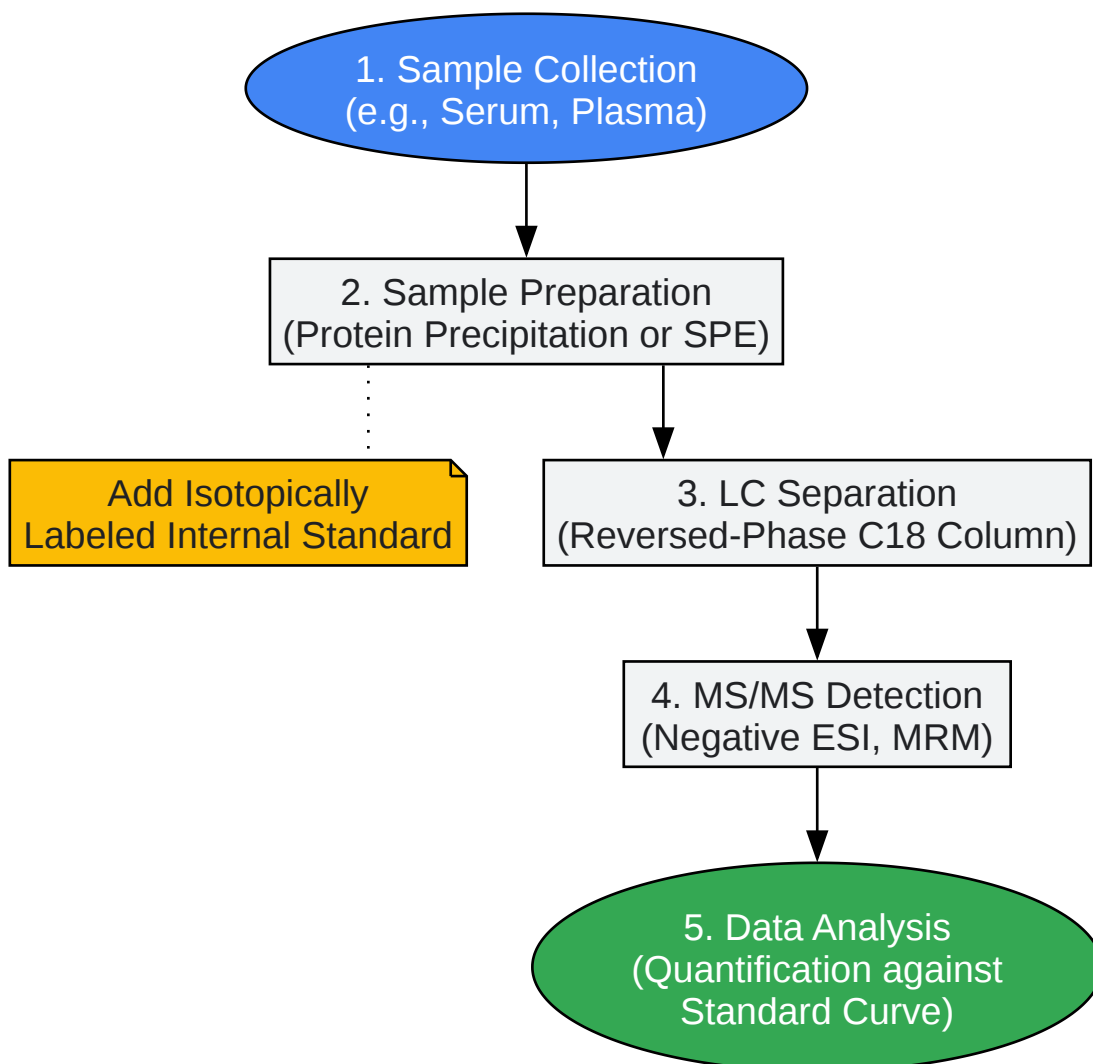 1. Sample Collection
(e.g., Serum, Plasma)
2. Sample Preparation
(Protein Precipitation or SPE)
Add Isotopically
Labeled Internal Standard
3. LC Separation
(Reversed-Phase C18 Column)
4. MS/MS Detection
(Negative ESI, MRM)
5. Data Analysis
(Quantification against
Standard Curve)